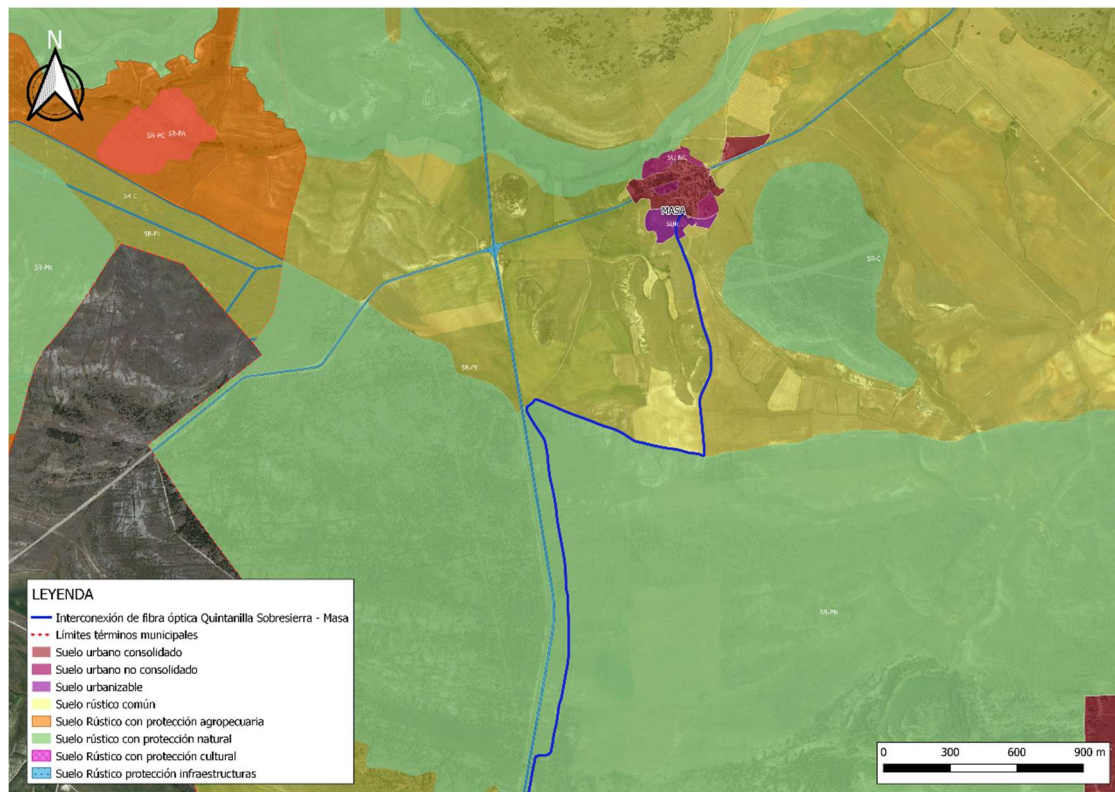 N
SR-PC
SR-PA
SR-C
SR-PI
SR-PN
SU-NC
MASA
SUR
SR-C
SR-PI
SR-PN
LEYENDA
Interconexión de fibra óptica Quintanilla Sobresierra - Masa
Límites términos municipales
Suelo urbano consolidado
Suelo urbano no consolidado
Suelo urbanizable
Suelo rústico común
Suelo Rústico con protección agropecuaria
Suelo rústico con protección natural
Suelo Rústico con protección cultural
Suelo Rústico protección infraestructuras
0 300 600 900 m